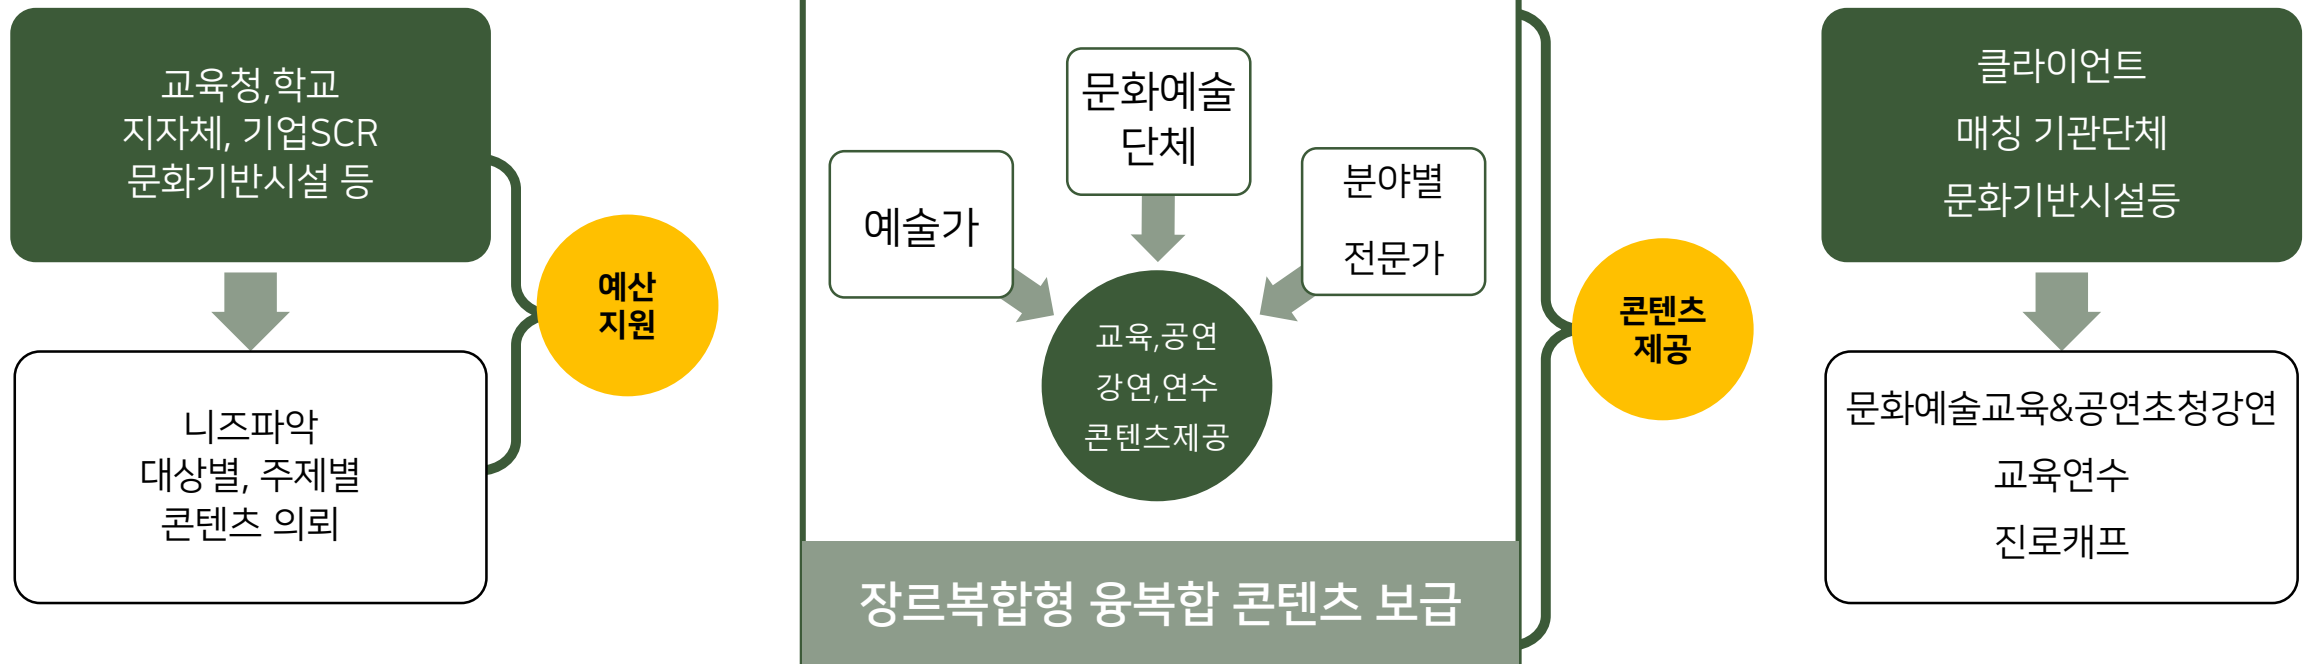 교육청,학교
지자체, 기업SCR
문화기반시설 등
니즈파악
대상별, 주제별
콘텐츠 의뢰
예산
지원
문화예술
단체
예술가
분야별
전문가
교육,공연
강연,연수
콘텐츠제공
장르복합형 융복합 콘텐츠 보급
콘텐츠
제공
클라이언트
매칭 기관단체
문화기반시설등
문화예술교육&공연초청강연
교육연수
진로캐프